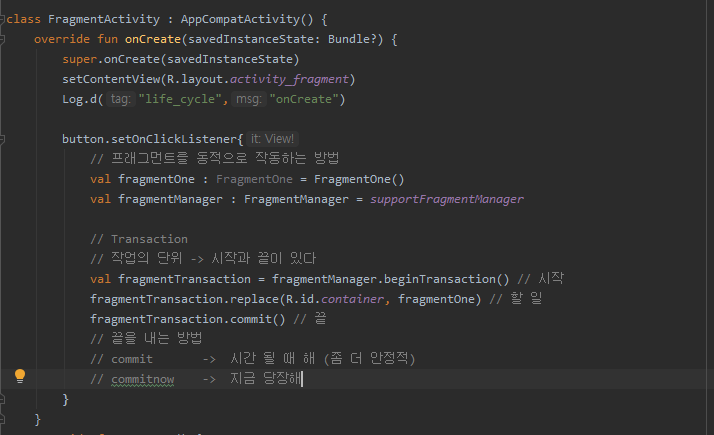 class FragmentActivity : AppCompatActivity() {
override fun onCreate(savedInstanceState: Bundle?) {
super.onCreate(savedInstanceState)
setContentView(R.layout.activity_fragment)
Log.d( tag: "life_cycle", msg: "onCreate")
button.setOnClickListener{ it: View!
// 프래그먼트를 동적으로 작동하는 방법
val fragmentOne : FragmentOne = FragmentOne()
val fragmentManager : FragmentManager = supportFragmentManager
// Transaction
// 작업의 단위 -> 시작과 끝이 있다
val fragmentTransaction = fragmentManager.beginTransaction() // 시작
fragmentTransaction.replace(R.id.container, fragmentOne) // 할 일
fragmentTransaction.commit() // 끝
// 끝을 내는 방법
// commit -> 시간 될 때 해 (좀 더 안정적)
// commitnow -> 지금 당장해
}
}